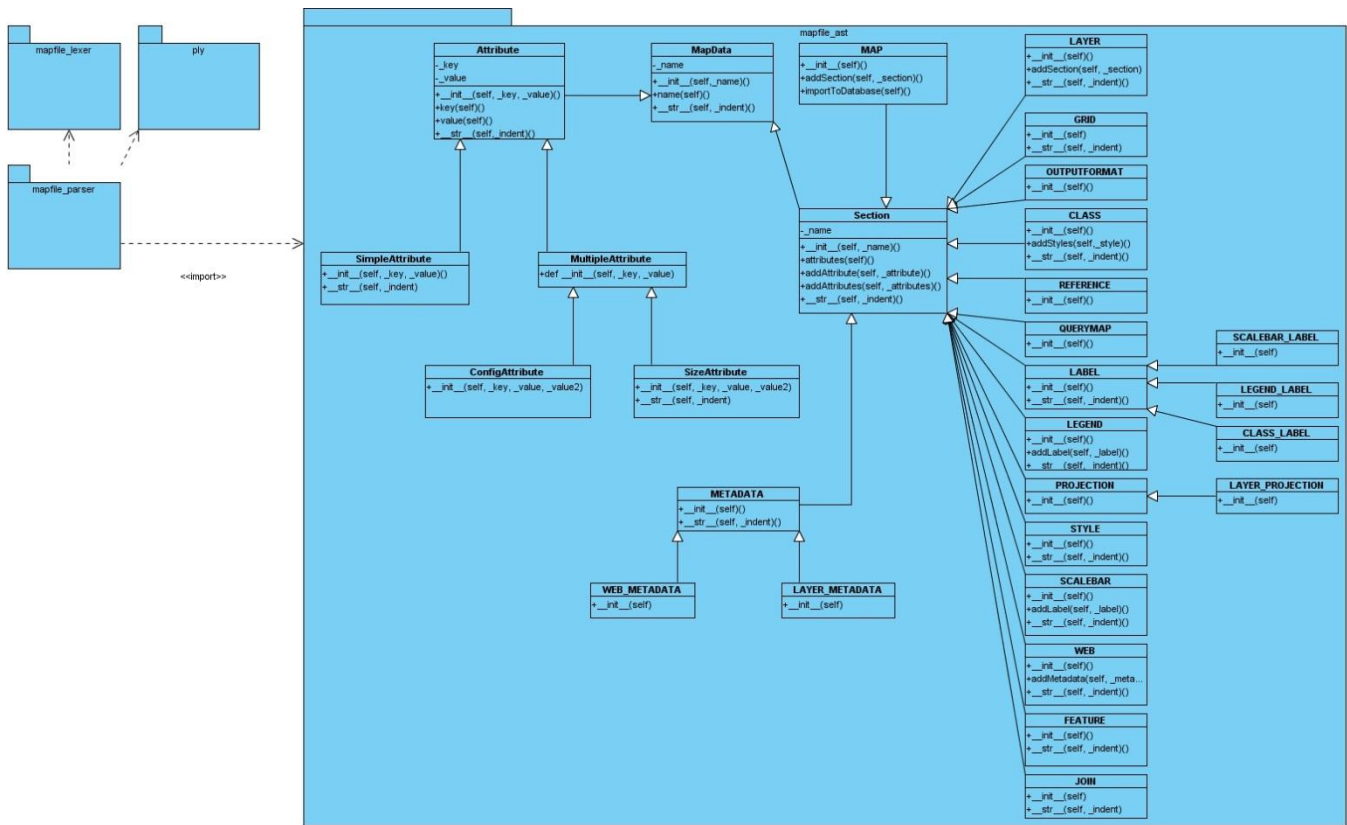 mapfile_lexer
ply
mapfile_parser
<<import>>
mapfile_ast
Attribute
-_key
-_value
+__init__(self, _key, _value)()
+key(self)()
+value(self)()
+__str__(self,_indent)()
MapData
-_name
+__init__(self,_name)()
+name(self)()
+__str__(self, _indent)()
MAP
+__init__(self)()
+addSection(self, _section)()
+importToDatabase(self)()
SimpleAttribute
+__init__(self, _key, _value)()
+__str__(self, _indent)
MultipleAttribute
+def __init__(self, _key, _value)
ConfigAttribute
+__init__(self, _key, _value, _value2)
SizeAttribute
+__init__(self, _key, _value, _value2)
+__str__(self, _indent)
Section
-_name
+__init__(self, _name)()
+attributes(self)()
+addAttribute(self, _attribute)()
+addAttributes(self, _attributes)()
+__str__(self, _indent)()
METADATA
+__init__(self)()
+__str__(self, _indent)()
WEB_METADATA
+__init__(self)
LAYER_METADATA
+__init__(self)
LAYER
+__init__(self)()
+addSection(self, _section)
+__str__(self, _indent)()
GRID
+__init__(self)
+__str__(self, _indent)
OUTPUTFORMAT
+__init__(self)()
CLASS
+__init__(self)()
+addStyles(self,_style)()
+__str__(self, _indent)()
REFERENCE
+__init__(self)()
QUERYMAP
+__init__(self)()
LABEL
+__init__(self)()
+__str__(self, _indent)()
LEGEND
+__init__(self)()
+addLabel(self, _label)()
+__str__(self, _indent)()
PROJECTION
+__init__(self)()
STYLE
+__init__(self)()
+__str__(self, _indent)()
SCALEBAR
+__init__(self)()
+addLabel(self, _label)()
+__str__(self, _indent)()
WEB
+__init__(self)()
+addMetadata(self, _meta...
+__str__(self, _indent)()
FEATURE
+__init__(self)()
+__str__(self, _indent)()
JOIN
+__init__(self)
+__str__(self, _indent)
SCALEBAR_LABEL
+__init__(self)
LEGEND_LABEL
+__init__(self)
CLASS_LABEL
+__init__(self)
LAYER_PROJECTION
+__init__(self)